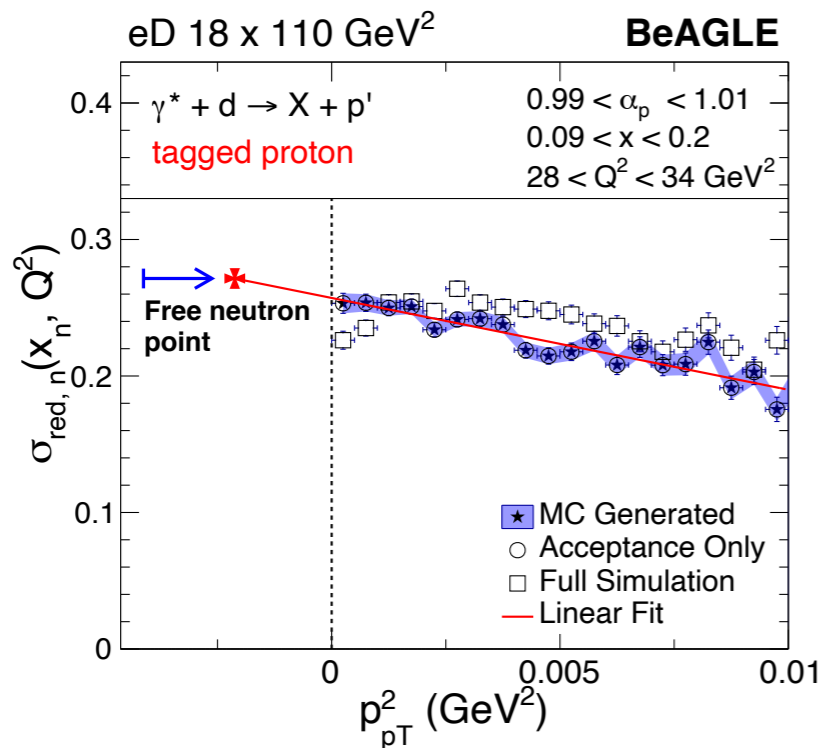 eD 18 x 110 GeV²
BeAGLE
γ* + d → X + p'
tagged proton
0.99 < α_p < 1.01
0.09 < x < 0.2
28 < Q² < 34 GeV²
Free neutron
point
MC Generated
Acceptance Only
Full Simulation
Linear Fit
σ_red, n(x_n, Q²)
0.4
0.3
0.2
0.1
0
0
0.005
0.01
p²_pT (GeV²)